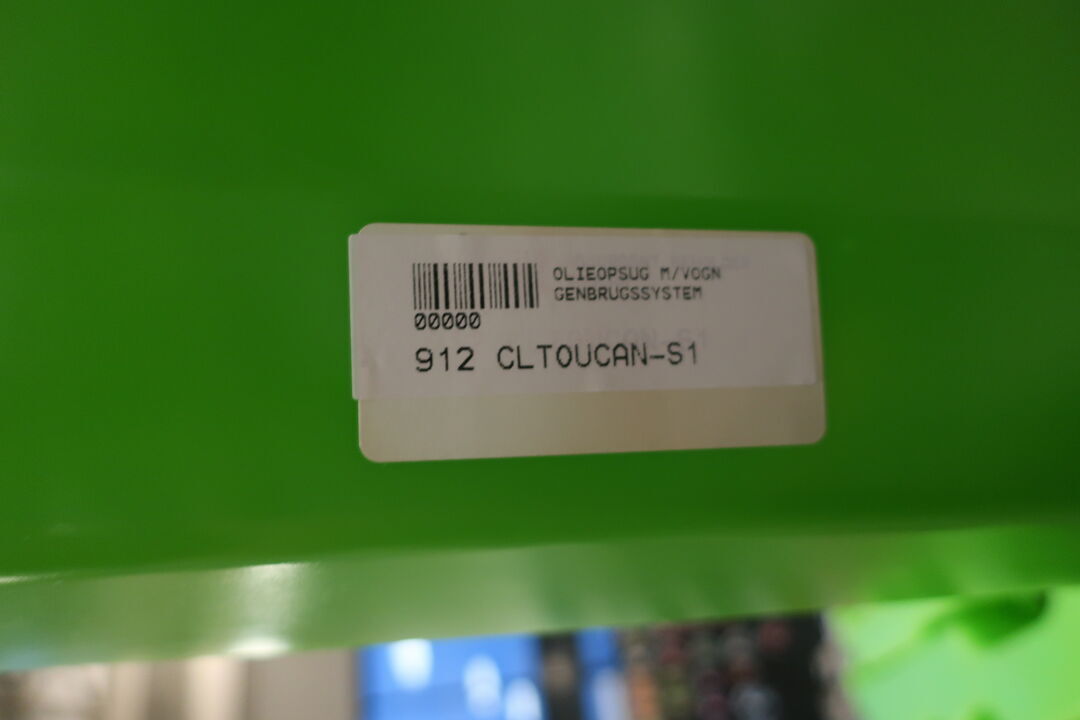 OLIEOPSUG M/VOGN
GENBRUGSSYSTEM
00000
912 CLTOUCAN-S1